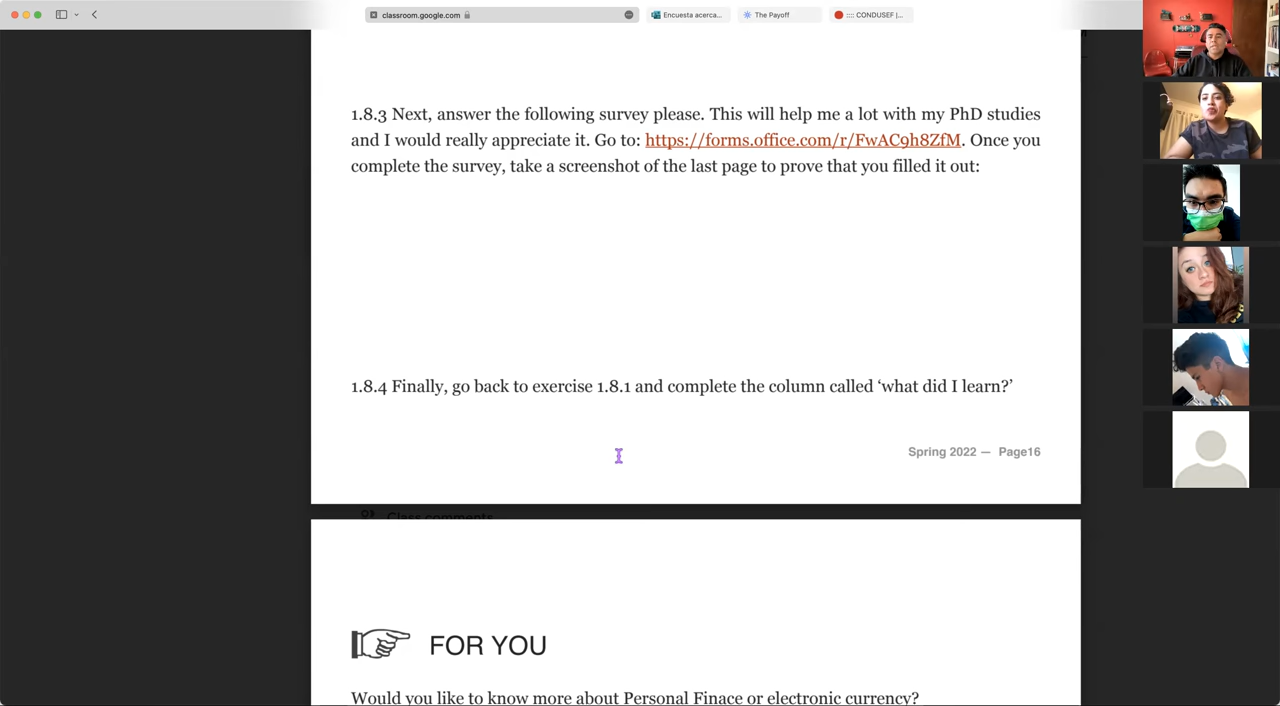 classroom.google.com
Encuesta acerca...
The Payoff
:::: CONDUSEF |...
1.8.3 Next, answer the following survey please. This will help me a lot with my PhD studies
and I would really appreciate it. Go to: https://forms.office.com/r/FwAC9h8ZfM. Once you
complete the survey, take a screenshot of the last page to prove that you filled it out:
1.8.4 Finally, go back to exercise 1.8.1 and complete the column called ‘what did I learn?’
Spring 2022 — Page16
Class comments
FOR YOU
Would you like to know more about Personal Finace or electronic currency?